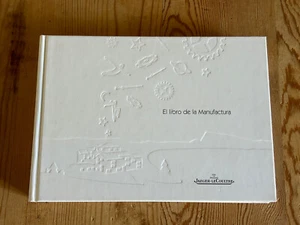 El libro de la Manufactura
JAEGER-LECOULTRE